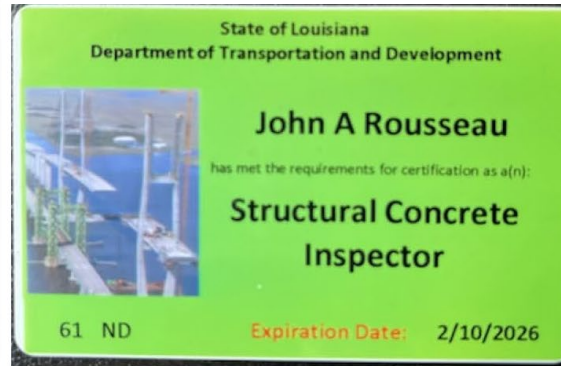 State of Louisiana
Department of Transportation and Development
John A Rousseau
has met the requirements for certification as a(n):
Structural Concrete
Inspector
61 ND
Expiration Date: 2/10/2026